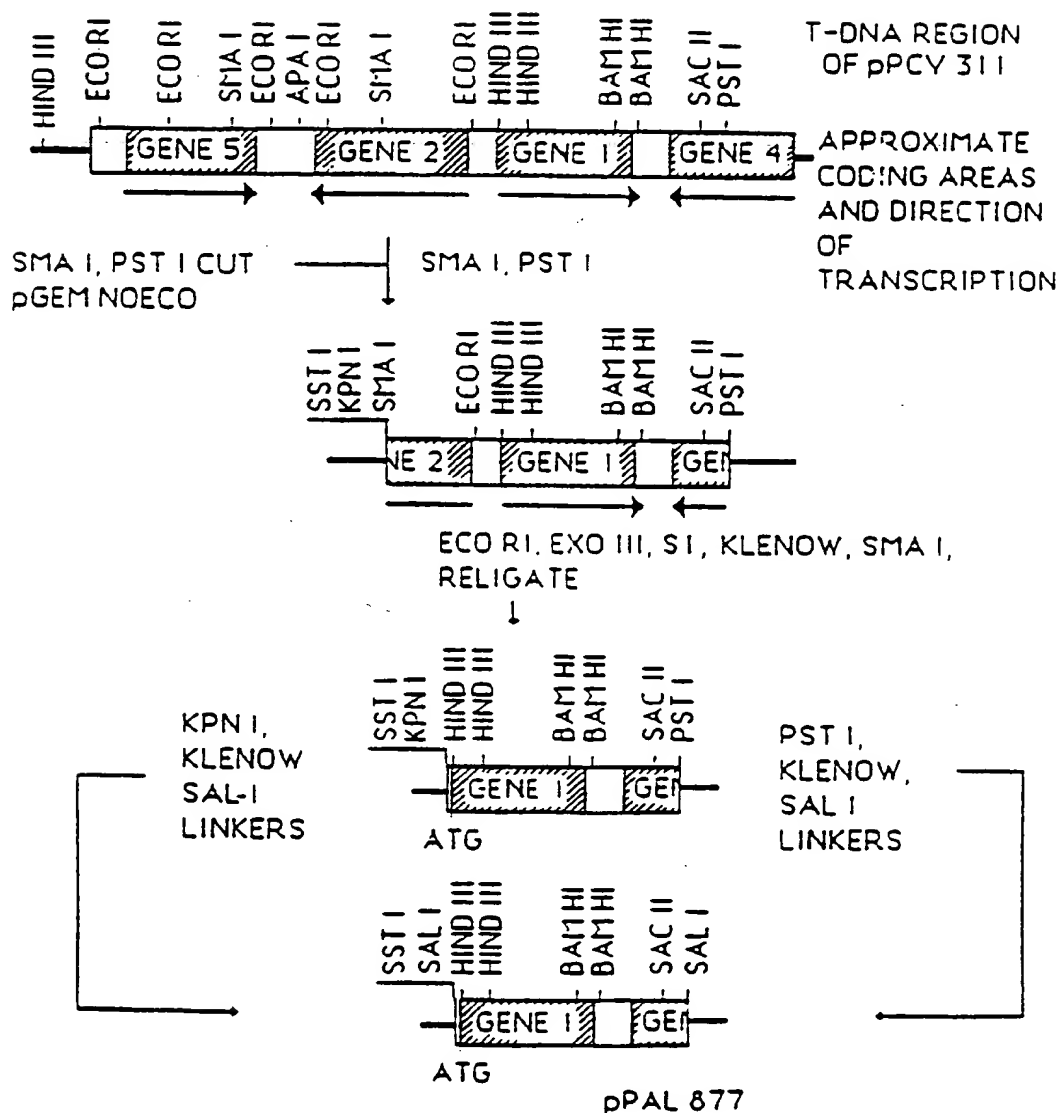 HIND III
ECO RI
ECO RI
SMA I
ECO RI
APA I
ECO RI
SMA I
ECO RI
HIND III
HIND III
BAM HI
BAM HI
SAC II
PST I
T-DNA REGION
OF pPCY 311
GENE 5
GENE 2
GENE 1
GENE 4
APPROXIMATE
CODING AREAS
AND DIRECTION
OF
TRANSCRIPTION
SMA I, PST I CUT
pGEM NOECO
SMA I, PST I
SST I
KPN I
SMA I
ECO RI
HIND III
HIND III
BAM HI
BAM HI
SAC II
PST I
NE 2
GENE 1
GEN
ECO RI, EXO III, S1, KLENOW, SMA I,
RELIGATE
SST I
KPN I
HIND III
HIND III
BAM HI
BAM HI
SAC II
PST I
GENE 1
GEN
ATG
KPN I,
KLENOW
SAL-I
LINKERS
PST I,
KLENOW,
SAL I
LINKERS
SST I
SAL I
HIND III
HIND III
BAM HI
BAM HI
SAC II
SAL I
GENE 1
GEN
ATG
pPAL 877